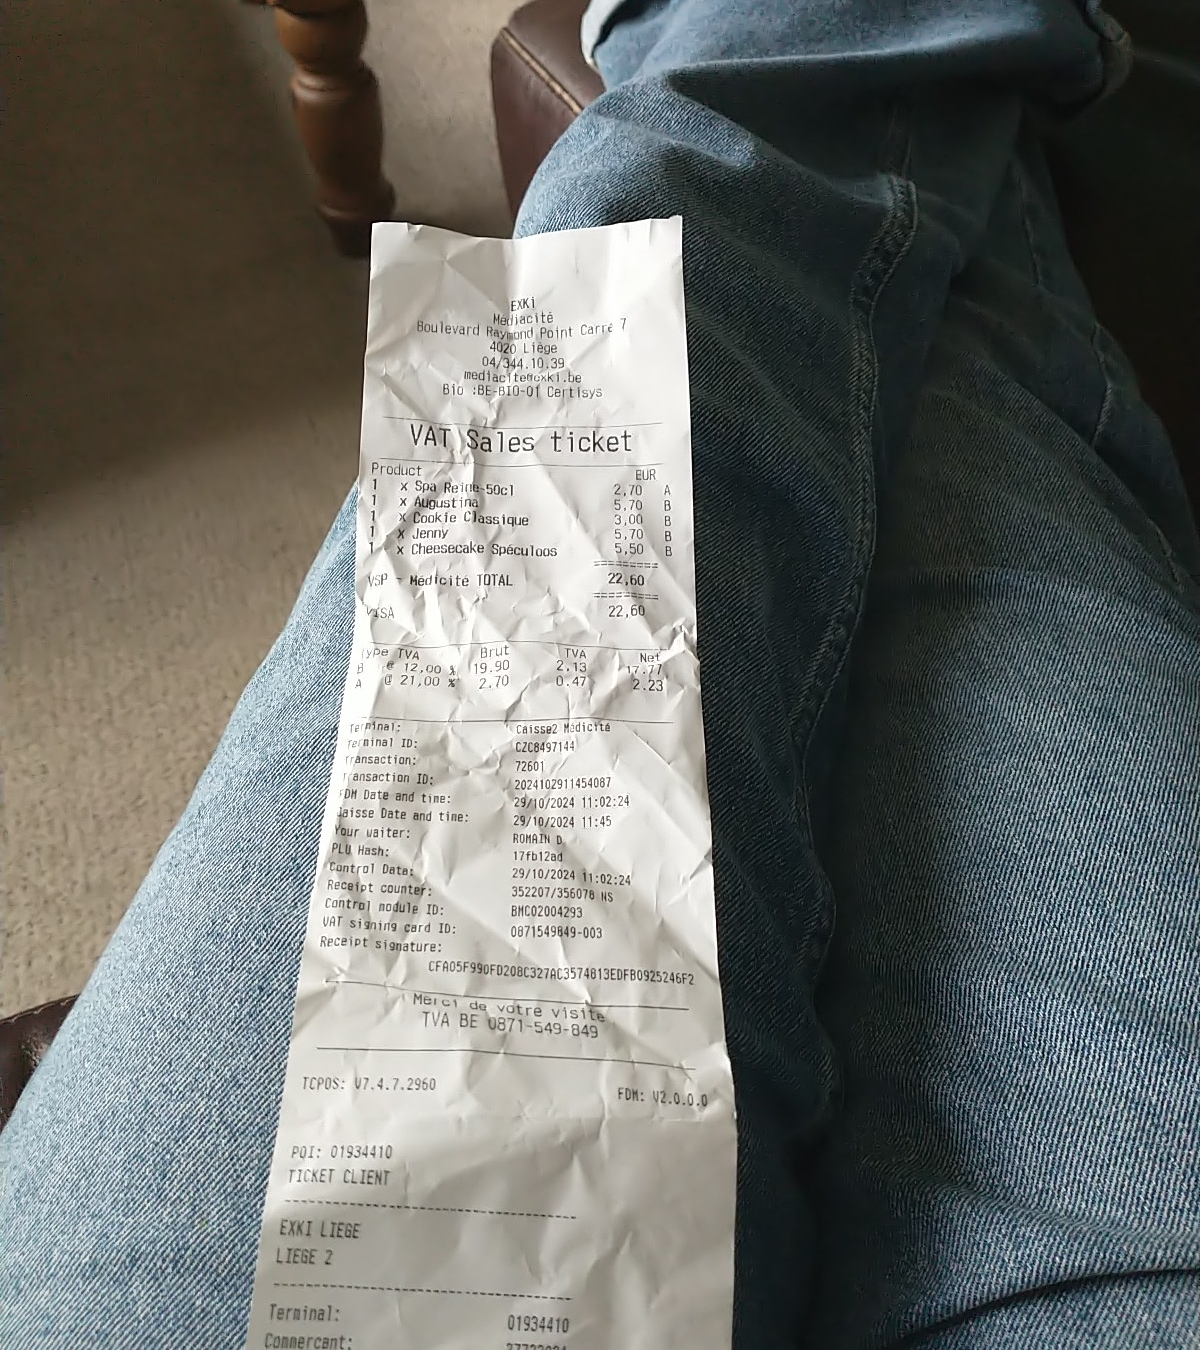 EXKi
Médiacité
Boulevard Raymond Point Carré 7
4020 Liège
04/344.10.39
mediacite@exki.be
Bio :BE-BIO-01 Certisys
VAT Sales ticket
Product EUR
1 x Spa Reine-50cl 2,70 A
1 x Augustina 5,70 B
1 x Cookie Classique 3,00 B
1 x Jenny 5,70 B
1 x Cheesecake Spéculoos 5,50 B
=========
VSP - Médicité TOTAL 22,60
=========
VISA 22,60
Type TVA Brut TVA Net
B @ 12,00 % 19.90 2.13 17.77
A @ 21,00 % 2.70 0.47 2.23
Terminal: Caisse2 Médicité
Terminal ID: CZC8497144
Transaction: 72601
Transaction ID: 2024102911454087
FDM Date and time: 29/10/2024 11:02:24
Caisse Date and time: 29/10/2024 11:45
Your waiter: ROMAIN D
PLU Hash: 17fb12ad
Control Data: 29/10/2024 11:02:24
Receipt counter: 352207/356078 NS
Control module ID: BMC02004293
VAT signing card ID: 0871549849-003
Receipt signature:
CFA05F990FD208C327AC3574813EDFB0925246F2
Merci de votre visite
TVA BE 0871-549-849
TCPOS: V7.4.7.2960 FDM: V2.0.0.0
POI: 01934410
TICKET CLIENT
EXKI LIEGE
LIEGE 2
Terminal: 01934410
Commercant: